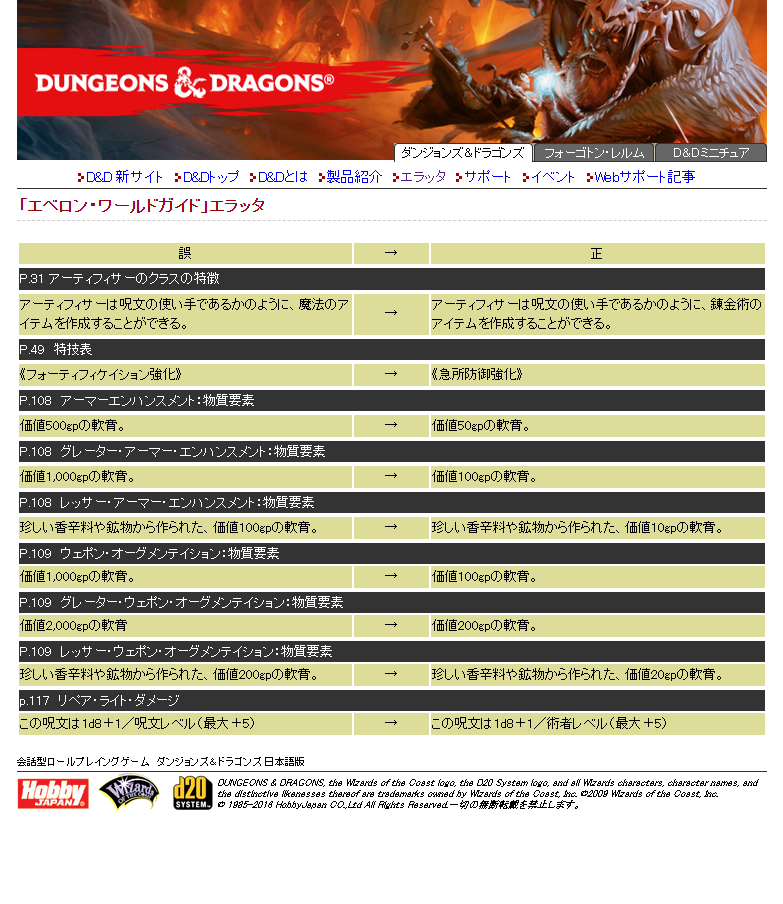 DUNGEONS & DRAGONS®
ダンジョンズ&ドラゴンズ フォーゴトン・レルム D&Dミニチュア
D&D 新サイト D&Dトップ D&Dとは 製品紹介 エラッタ サポート イベント Webサポート記事
「エベロン・ワールドガイド」エラッタ
誤 → 正
P.31 アーティフィサーのクラスの特徴
アーティフィサーは呪文の使い手であるかのように、魔法のア
イテムを作成することができる。
→
アーティフィサーは呪文の使い手であるかのように、錬金術の
アイテムを作成することができる。
P.49 特技表
《フォーティフィケイション強化》 → 《急所防御強化》
P.108 アーマーエンハンスメント：物質要素
価値500gpの軟膏。 → 価値50gpの軟膏。
P.108 グレーター・アーマー・エンハンスメント：物質要素
価値1,000gpの軟膏。 → 価値100gpの軟膏。
P.108 レッサー・アーマー・エンハンスメント：物質要素
珍しい香辛料や鉱物から作られた、価値100gpの軟膏。 → 珍しい香辛料や鉱物から作られた、価値10gpの軟膏。
P.109 ウェポン・オーグメンテイション：物質要素
価値1,000gpの軟膏。 → 価値100gpの軟膏。
P.109 グレーター・ウェポン・オーグメンテイション：物質要素
価値2,000gpの軟膏 → 価値200gpの軟膏。
P.109 レッサー・ウェポン・オーグメンテイション：物質要素
珍しい香辛料や鉱物から作られた、価値200gpの軟膏。 → 珍しい香辛料や鉱物から作られた、価値20gpの軟膏。
p.117 リペア・ライト・ダメージ
この呪文は1d8＋1／呪文レベル（最大＋5） → この呪文は1d8＋1／術者レベル（最大＋5）
会話型ロールプレイングゲーム ダンジョンズ&ドラゴンズ日本語版
Hobby JAPAN
Wizards OF THE COAST
d20 SYSTEM
DUNGEONS & DRAGONS, the Wizards of the Coast logo, the D20 System logo, and all Wizards characters, character names, and
the distinctive likenesses thereof are trademarks owned by Wizards of the Coast, Inc. ©2009 Wizards of the Coast, Inc.
© 1985-2016 HobbyJapan CO.,Ltd All Rights Reserved.一切の無断転載を禁止します。